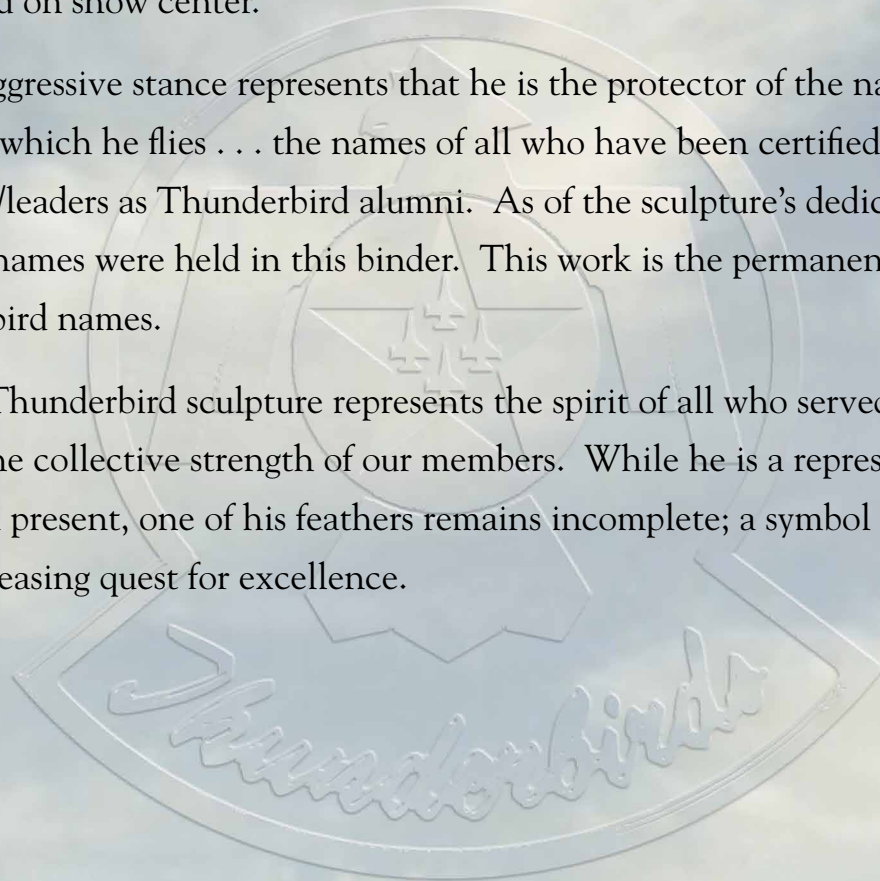 d on show center.
ggressive stance represents that he is the protector of the na
which he flies . . . the names of all who have been certified
/leaders as Thunderbird alumni.  As of the sculpture’s dedic
names were held in this binder.  This work is the permanen
bird names.
Thunderbird sculpture represents the spirit of all who served
he collective strength of our members.  While he is a repres
present, one of his feathers remains incomplete; a symbol
easing quest for excellence.
Thunderbirds